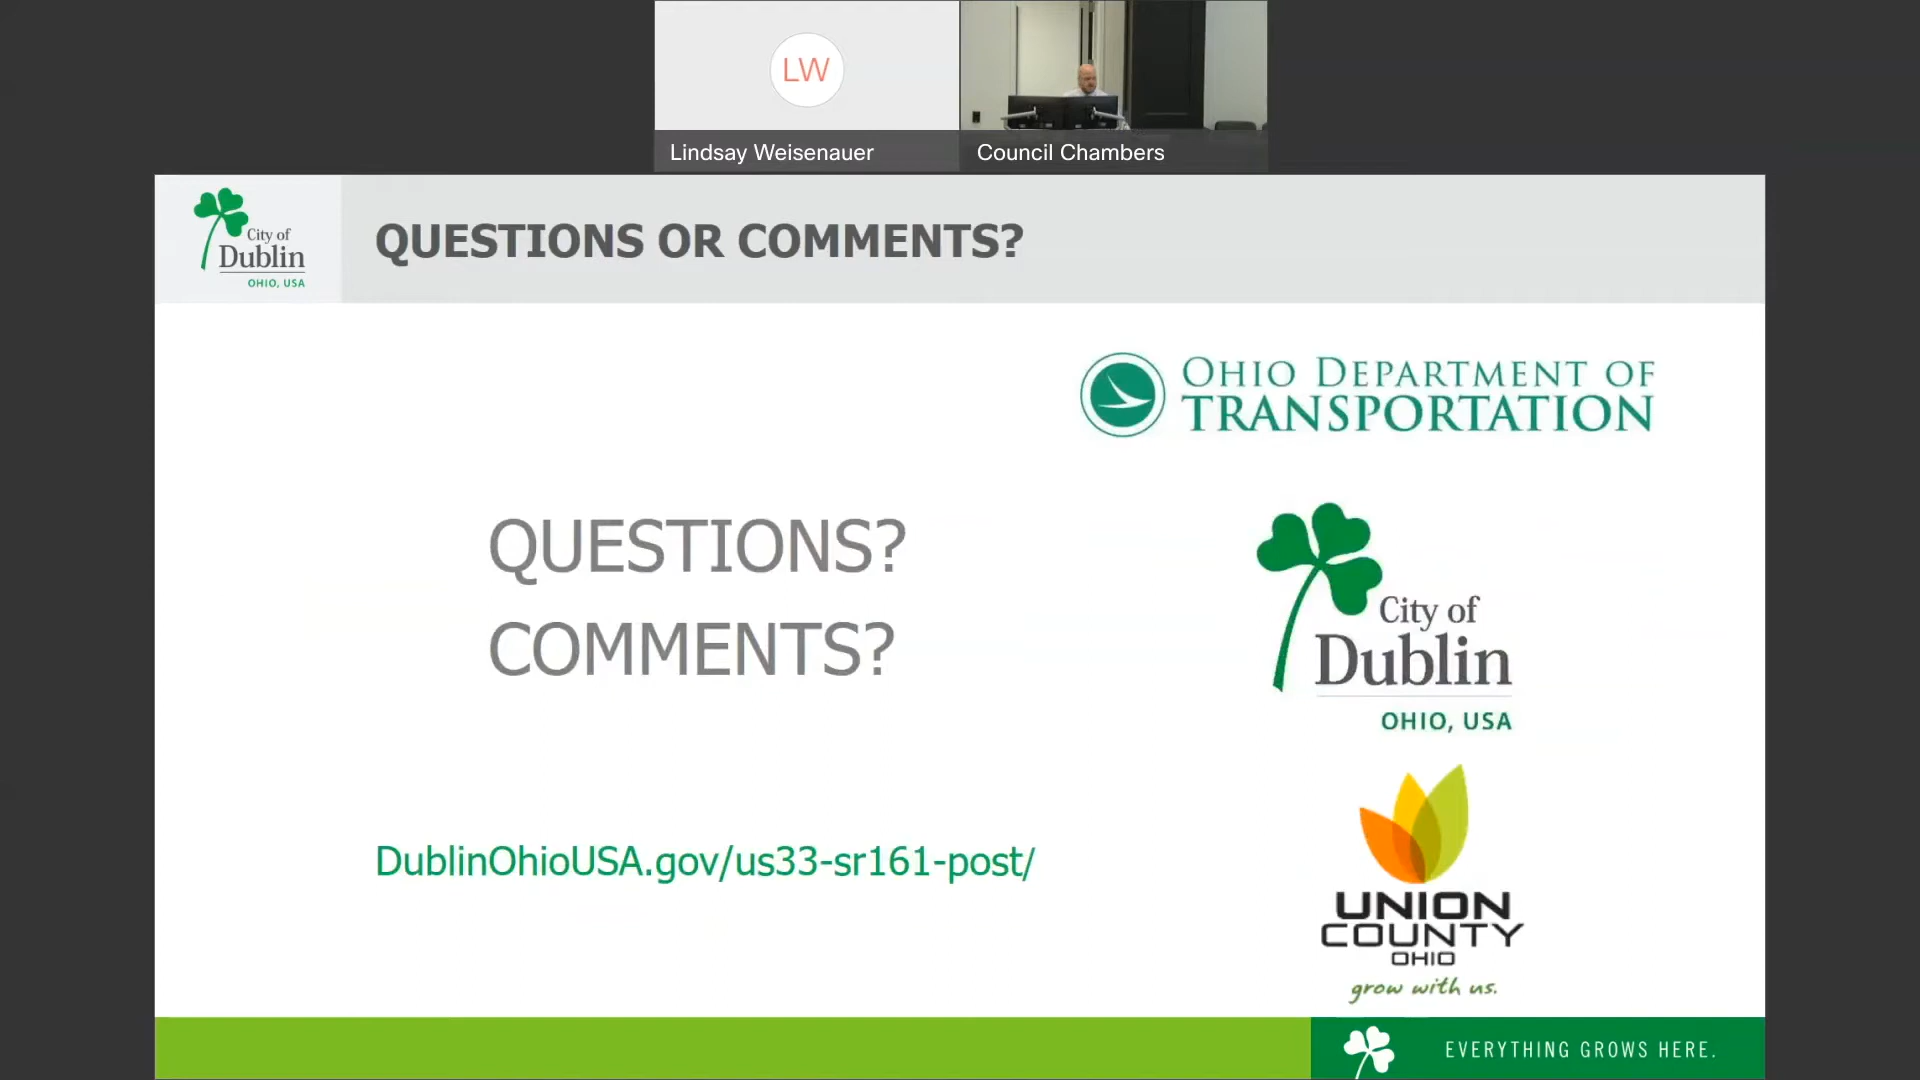 LW
Lindsay Weisenauer
Council Chambers
City of
Dublin
OHIO, USA
QUESTIONS OR COMMENTS?
OHIO DEPARTMENT OF
TRANSPORTATION
QUESTIONS?
COMMENTS?
City of
Dublin
OHIO, USA
DublinOhioUSA.gov/us33-sr161-post/
UNION
COUNTY
OHIO
grow with us.
EVERYTHING GROWS HERE.